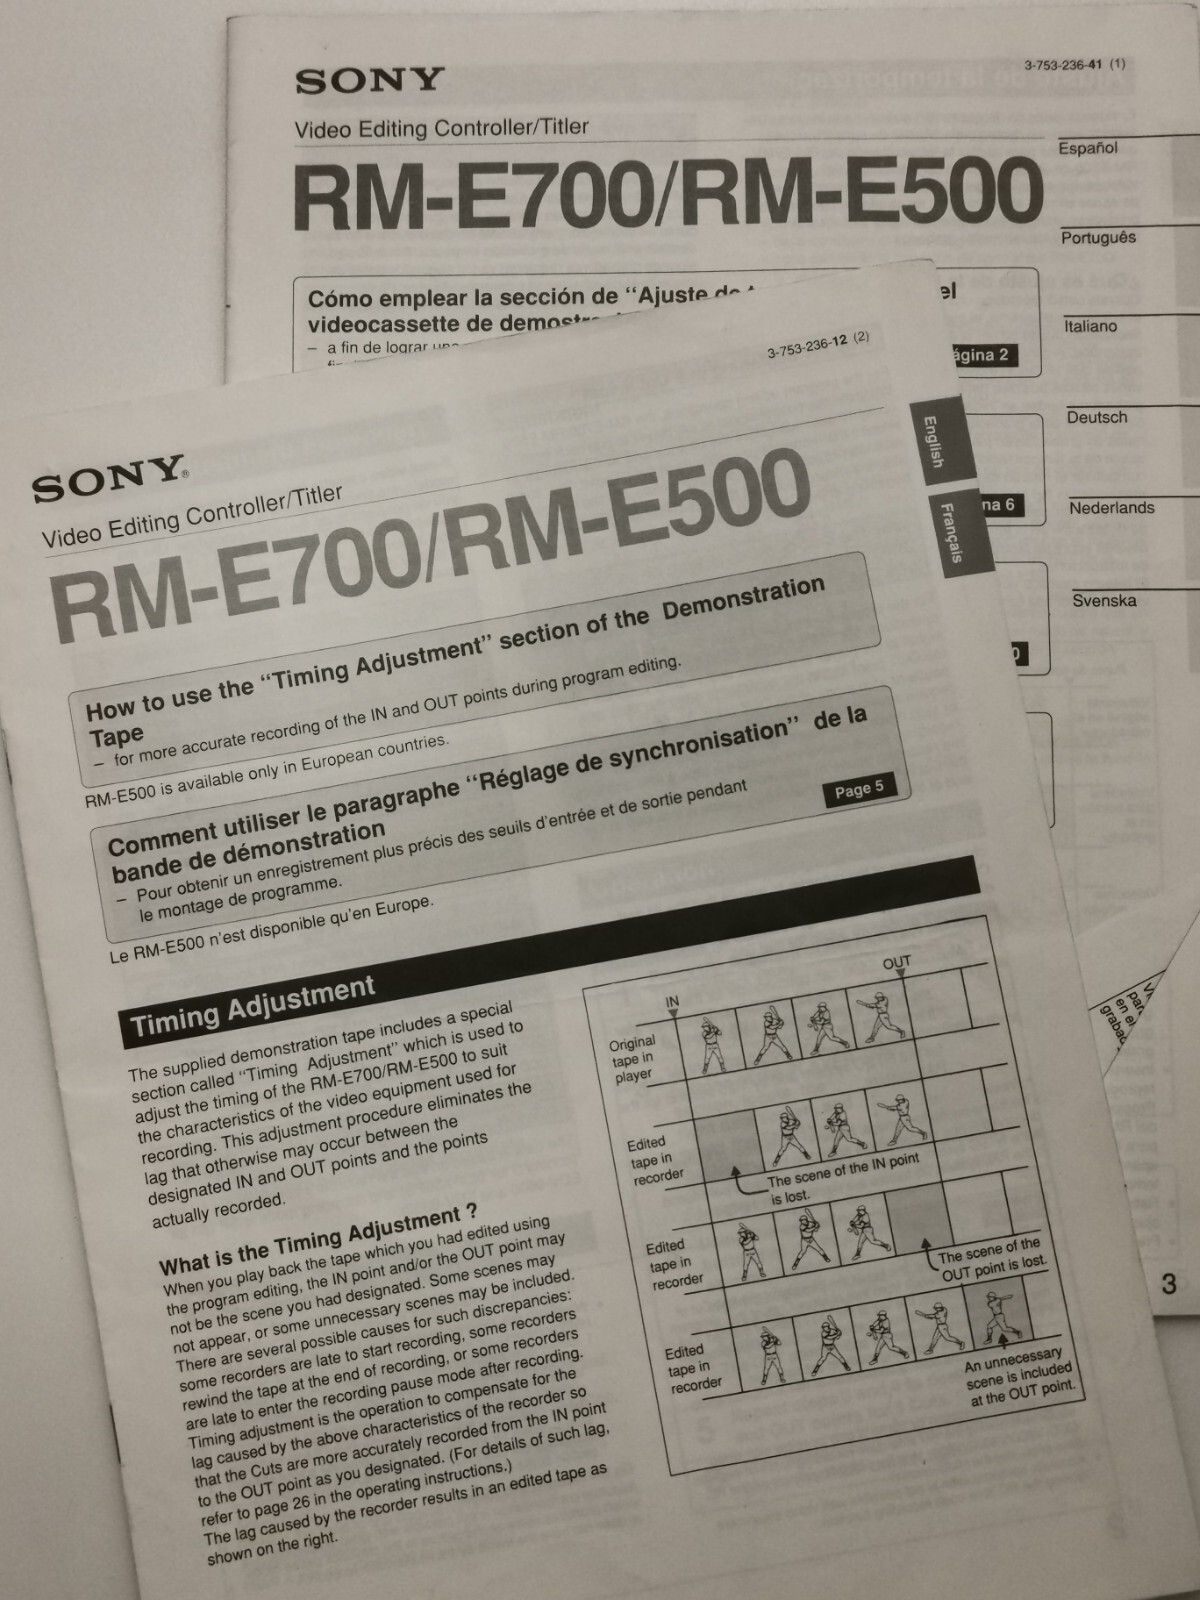 SONY
3-753-236-41 (1)
Video Editing Controller/Titler
RM-E700/RM-E500
Español
Português
Italiano
Deutsch
Nederlands
Svenska
Cómo emplear la sección de “Ajuste de
el
videocassette de
– a fin de lograr
ágina 2
na 6
0
3
en el
3-753-236-12 (2)
English
Français
SONY®
Video Editing Controller/Titler
RM-E700/RM-E500
How to use the “Timing Adjustment” section of the Demonstration
Tape
– for more accurate recording of the IN and OUT points during program editing.
RM-E500 is available only in European countries.
Comment utiliser le paragraphe “Réglage de synchronisation” de la
bande de démonstration
– Pour obtenir un enregistrement plus précis des seuils d’entrée et de sortie pendant
le montage de programme.
Page 5
Le RM-E500 n’est disponible qu’en Europe.
Timing Adjustment
The supplied demonstration tape includes a special
section called “Timing Adjustment” which is used to
adjust the timing of the RM-E700/RM-E500 to suit
the characteristics of the video equipment used for
recording. This adjustment procedure eliminates the
lag that otherwise may occur between the
designated IN and OUT points and the points
actually recorded.
What is the Timing Adjustment ?
When you play back the tape which you had edited using
the program editing, the IN point and/or the OUT point may
not be the scene you had designated. Some scenes may
not appear, or some unnecessary scenes may be included.
There are several possible causes for such discrepancies:
some recorders are late to start recording, some recorders
rewind the tape at the end of recording, or some recorders
are late to enter the recording pause mode after recording.
Timing adjustment is the operation to compensate for the
lag caused by the above characteristics of the recorder so
that the Cuts are more accurately recorded from the IN point
to the OUT point as you designated. (For details of such lag,
refer to page 26 in the operating instructions.)
The lag caused by the recorder results in an edited tape as
shown on the right.
IN
OUT
Original
tape in
player
Edited
tape in
recorder
The scene of the IN point
is lost.
Edited
tape in
recorder
The scene of the
OUT point is lost.
Edited
tape in
recorder
An unnecessary
scene is included
at the OUT point.